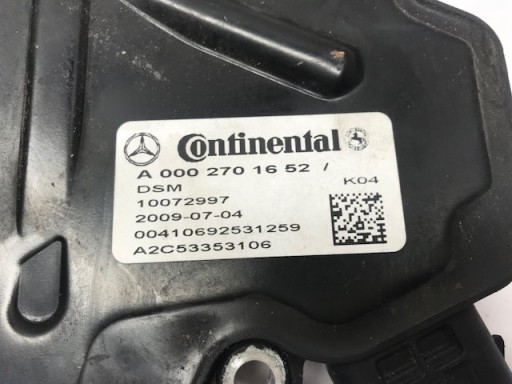 Continental
A 000 270 16 52 /
DSM K04
10072997
2009-07-04
00410692531259
A2C53353106